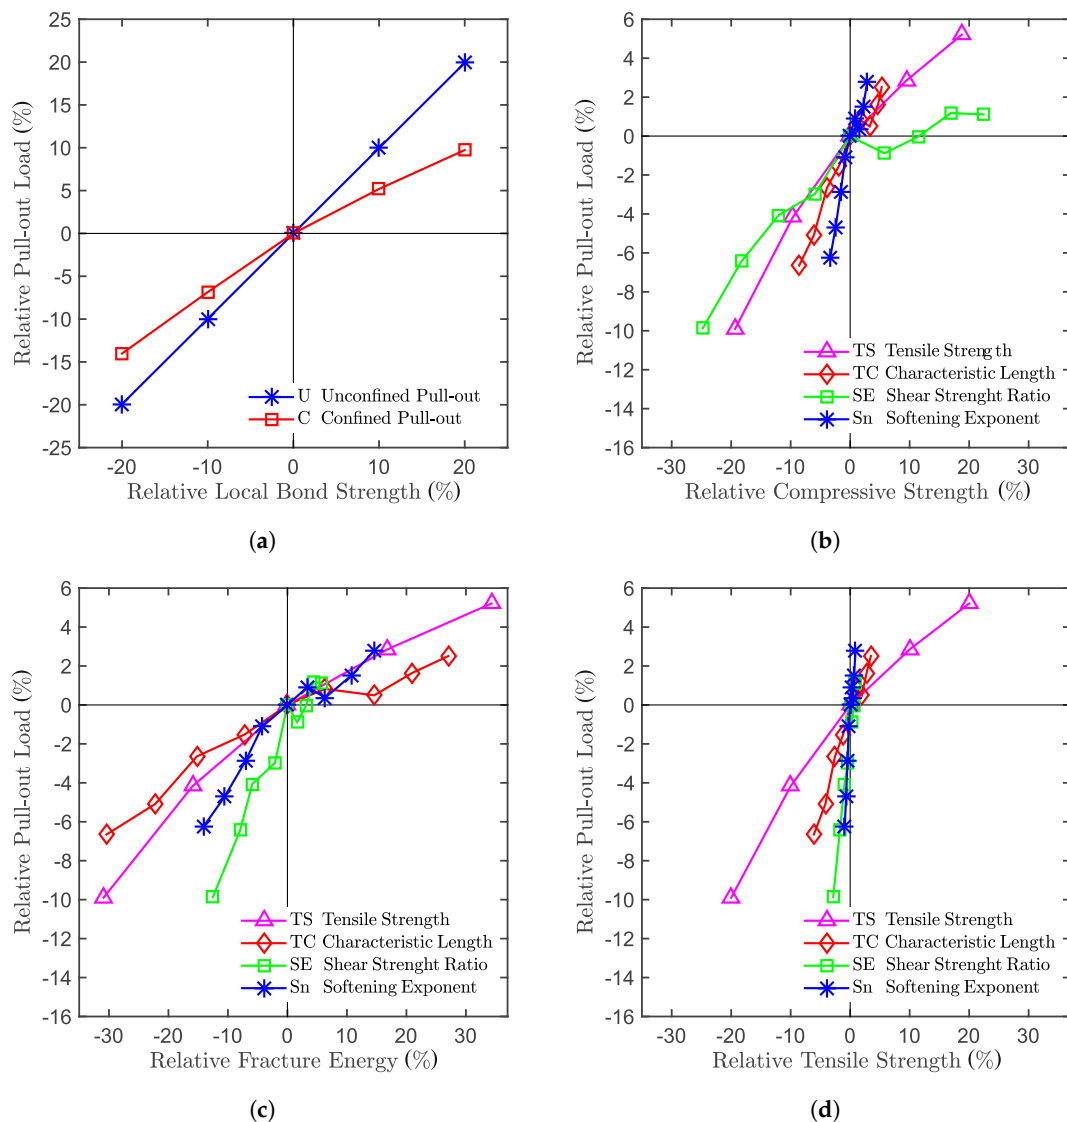 25
20
15
10
5
0
-5
-10
-15
-20
-25
Relative Pull-out Load (%)
U Unconfined Pull-out
C Confined Pull-out
-20 -10 0 10 20
Relative Local Bond Strength (%)
(a)
6
4
2
0
-2
-4
-6
-8
-10
-12
-14
-16
Relative Pull-out Load (%)
TS Tensile Strength
TC Characteristic Length
SE Shear Strenght Ratio
Sn Softening Exponent
-30 -20 -10 0 10 20 30
Relative Compressive Strength (%)
(b)
6
4
2
0
-2
-4
-6
-8
-10
-12
-14
-16
Relative Pull-out Load (%)
TS Tensile Strength
TC Characteristic Length
SE Shear Strenght Ratio
Sn Softening Exponent
-30 -20 -10 0 10 20 30
Relative Fracture Energy (%)
(c)
6
4
2
0
-2
-4
-6
-8
-10
-12
-14
-16
Relative Pull-out Load (%)
TS Tensile Strength
TC Characteristic Length
SE Shear Strenght Ratio
Sn Softening Exponent
-30 -20 -10 0 10 20 30
Relative Tensile Strength (%)
(d)